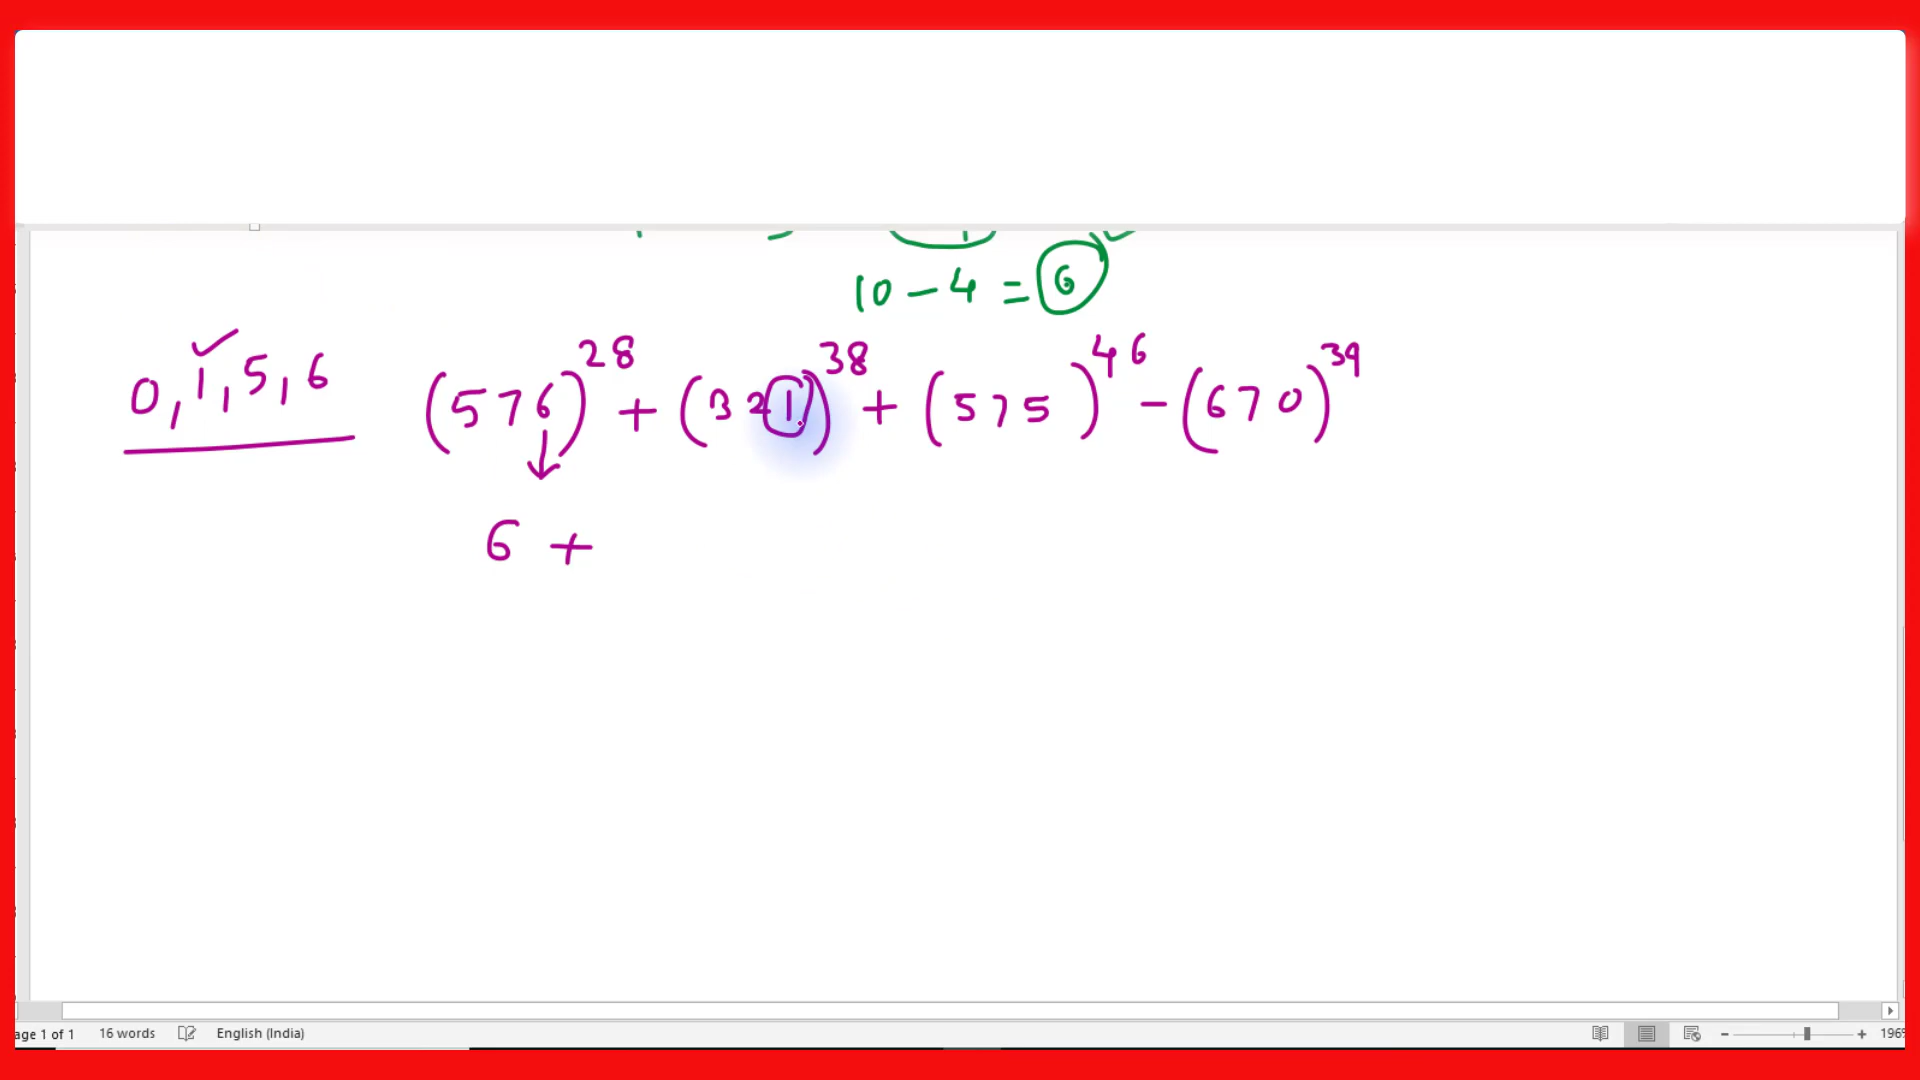 10 - 4 = 6
0, 1, 5, 6 (576)^28 + (321)^38 + (575)^46 - (670)^39
6 +
age 1 of 1 16 words English (India) 196